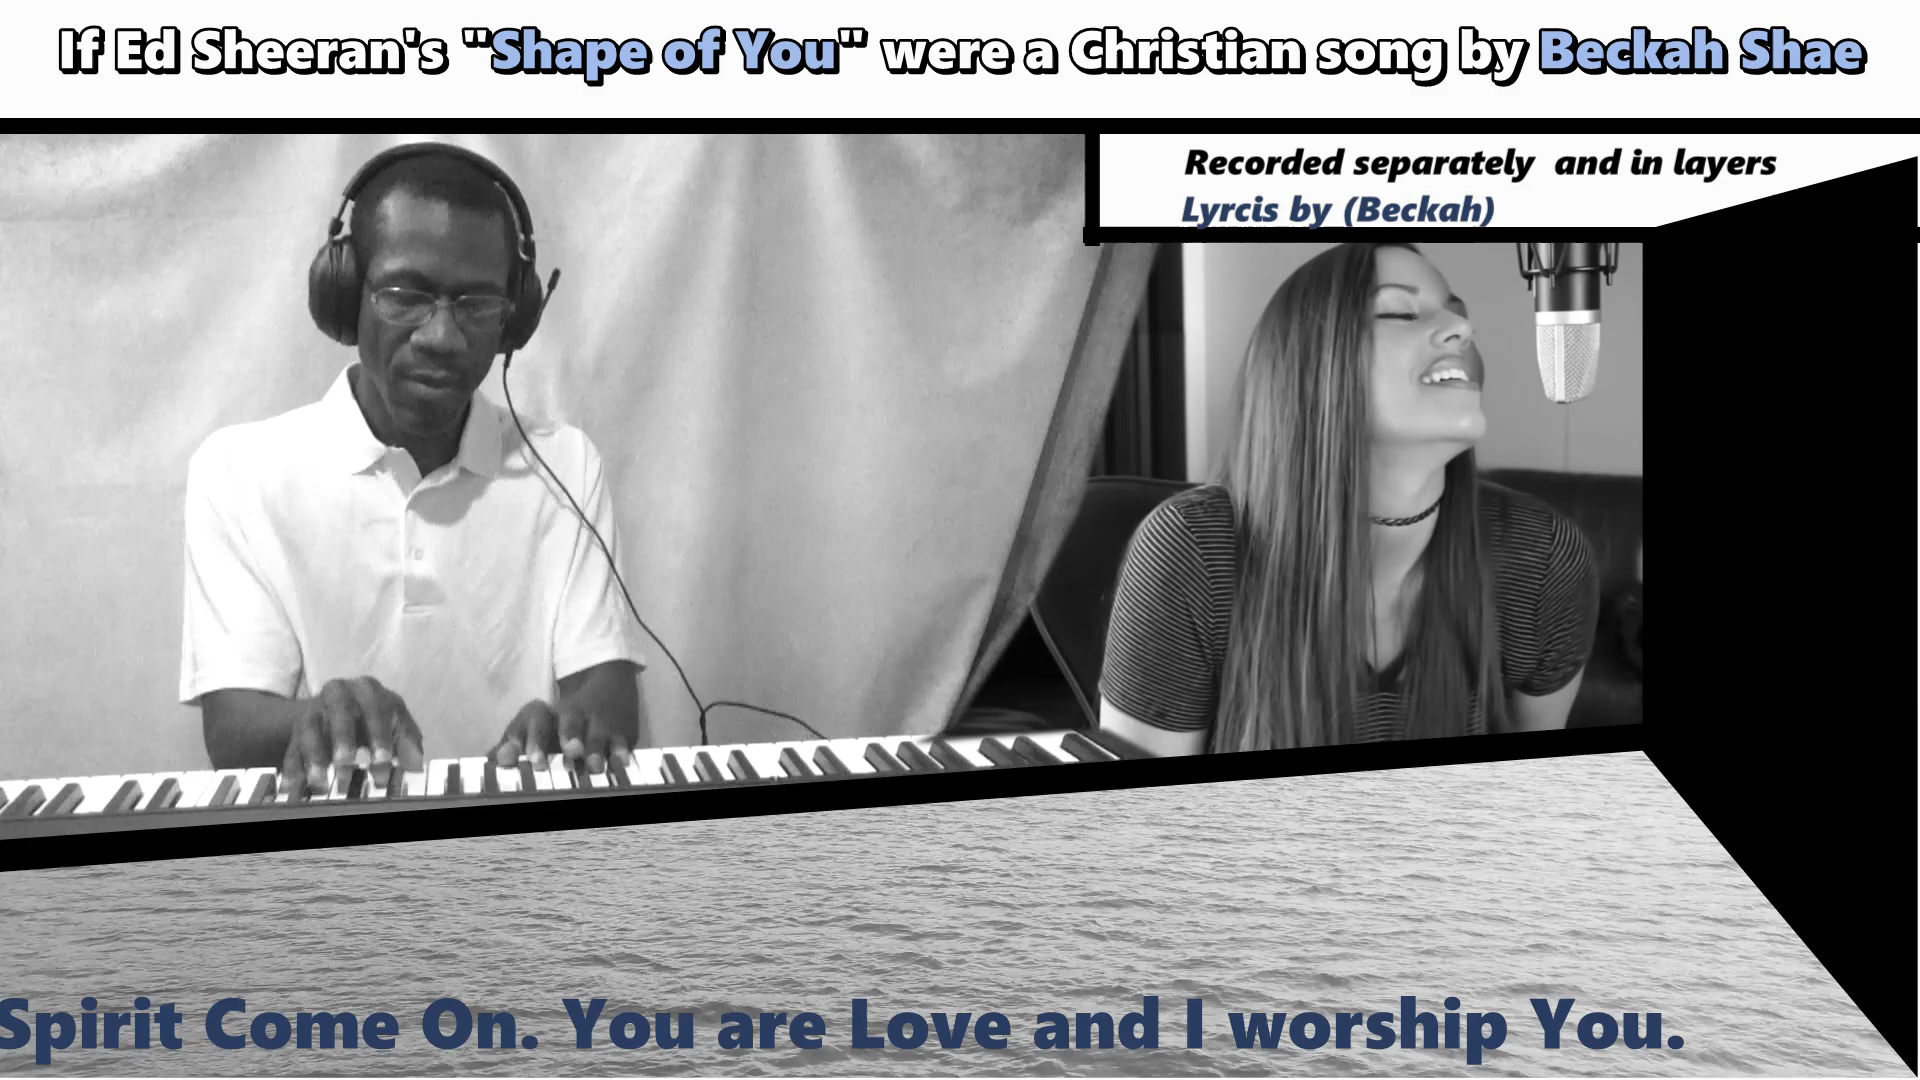 If Ed Sheeran's "Shape of You" were a Christian song by Beckah Shae
Recorded separately and in layers
Lyrcis by (Beckah)
Spirit Come On. You are Love and I worship You.